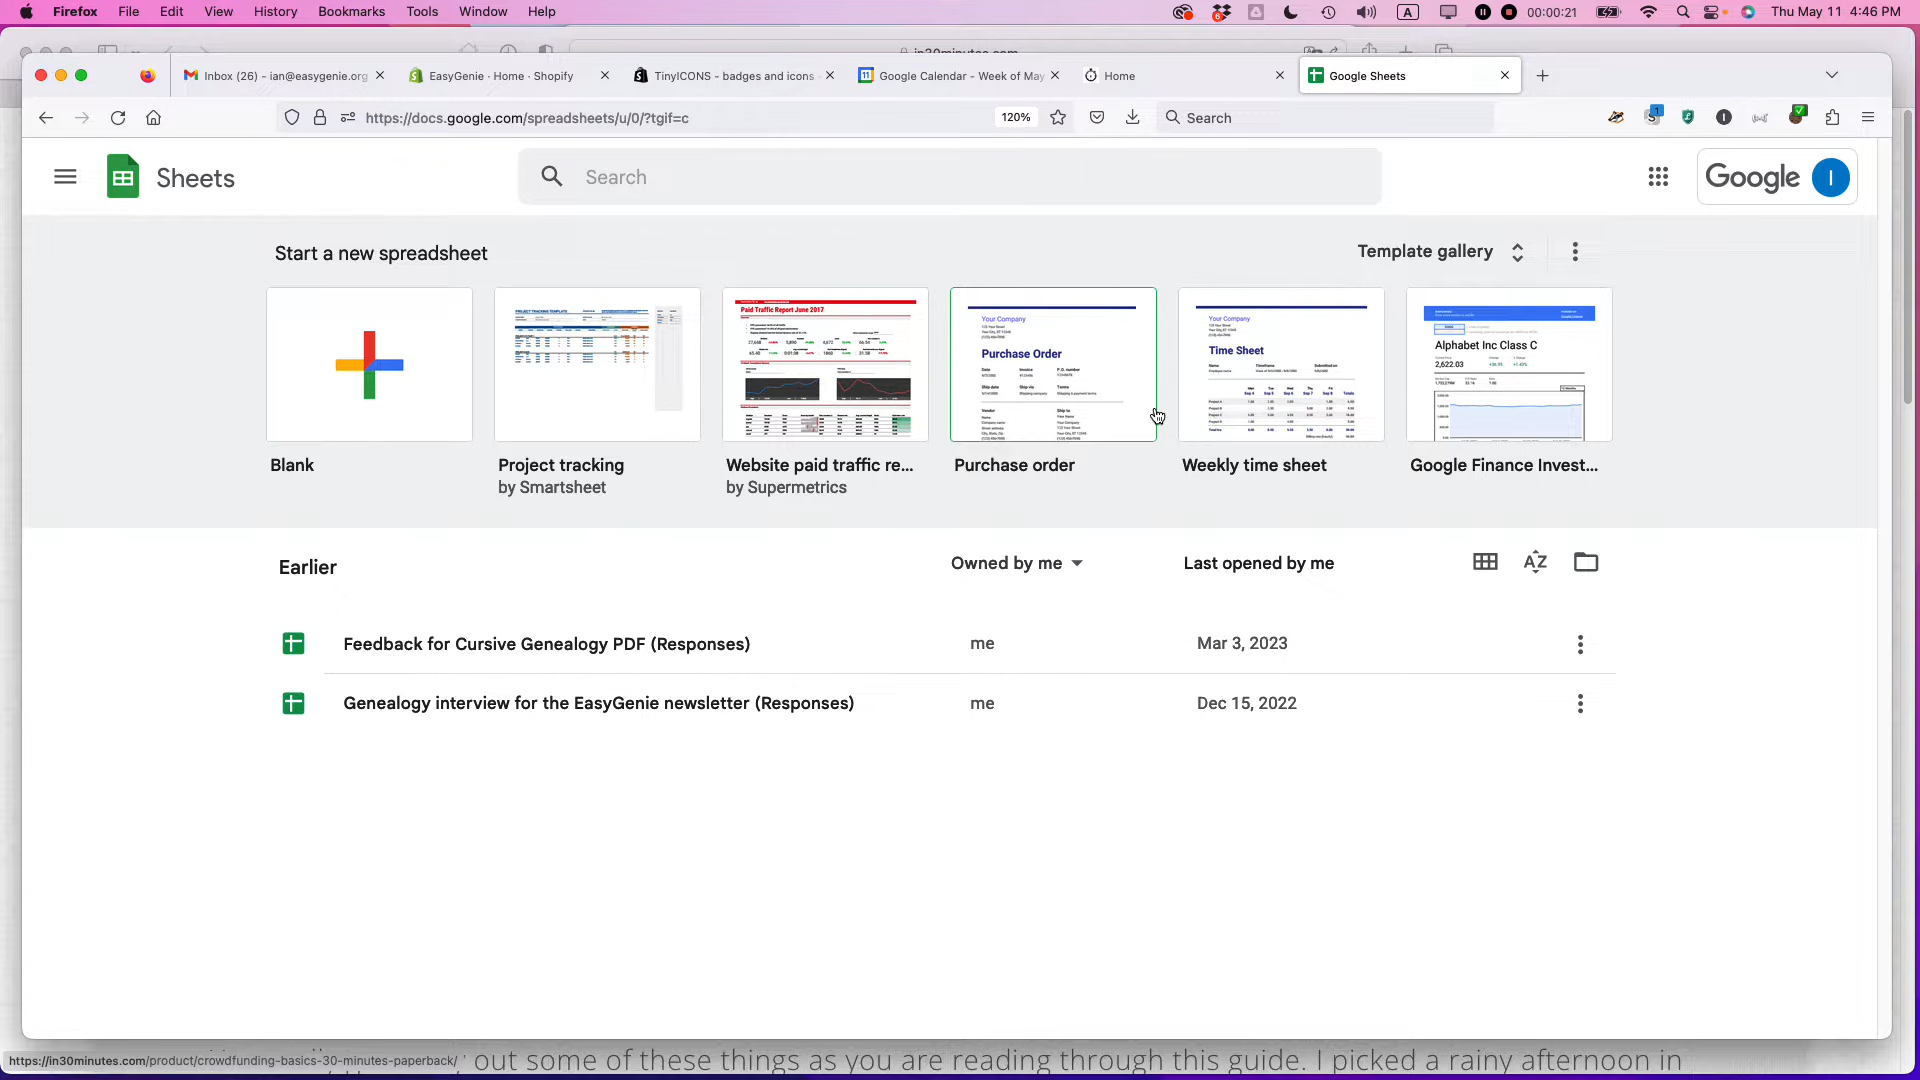 Firefox File Edit View History Bookmarks Tools Window Help 00:00:21 Thu May 11 4:46 PM
in30minutes.com
Inbox (26) - ian@easygenie.org EasyGenie · Home · Shopify TinyICONS - badges and icons Google Calendar - Week of May Home Google Sheets
https://docs.google.com/spreadsheets/u/0/?tgif=c 120% Search
Sheets Search Google I
Start a new spreadsheet Template gallery
Paid Traffic Report June 2017
Your Company
Purchase Order
Your Company
Time Sheet
Alphabet Inc Class C
2,622.03
Blank Project tracking Website paid traffic re... Purchase order Weekly time sheet Google Finance Invest...
by Smartsheet by Supermetrics
Earlier Owned by me Last opened by me AZ
Feedback for Cursive Genealogy PDF (Responses) me Mar 3, 2023
Genealogy interview for the EasyGenie newsletter (Responses) me Dec 15, 2022
https://in30minutes.com/product/crowdfunding-basics-30-minutes-paperback/ out some of these things as you are reading through this guide. I picked a rainy afternoon in